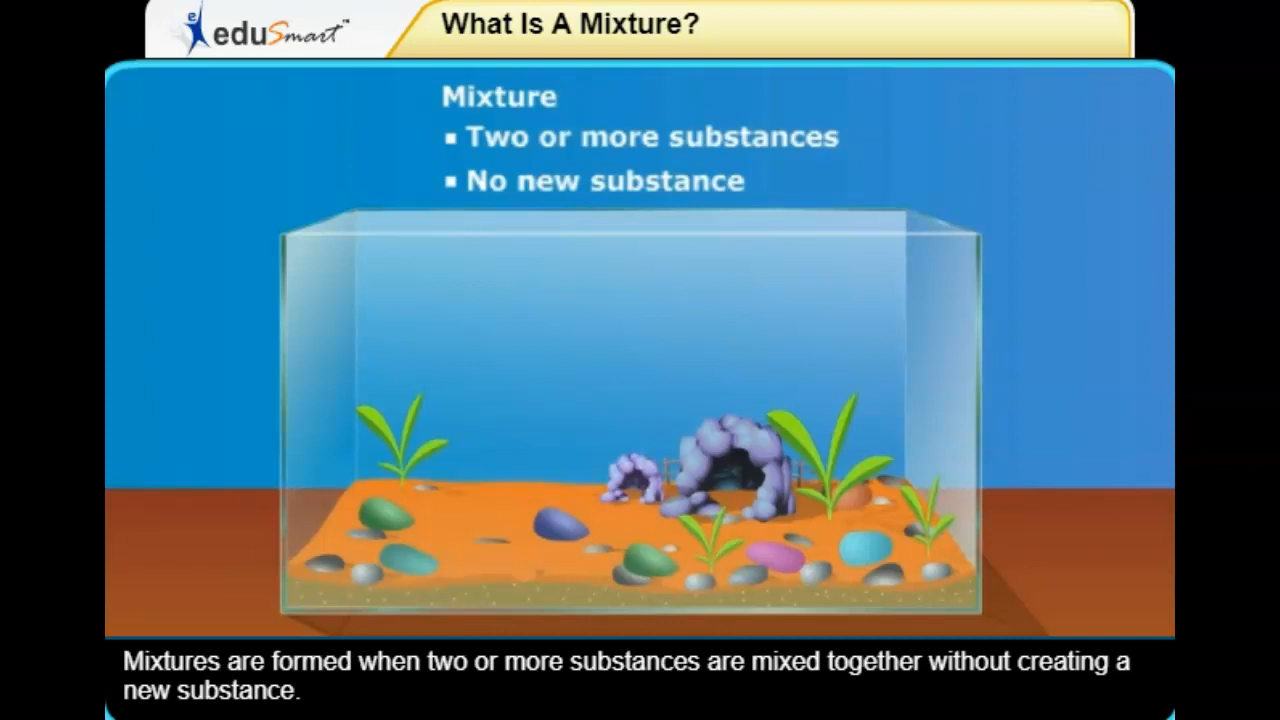 eduSmart™
What Is A Mixture?
Mixture
▪ Two or more substances
▪ No new substance
Mixtures are formed when two or more substances are mixed together without creating a
new substance.